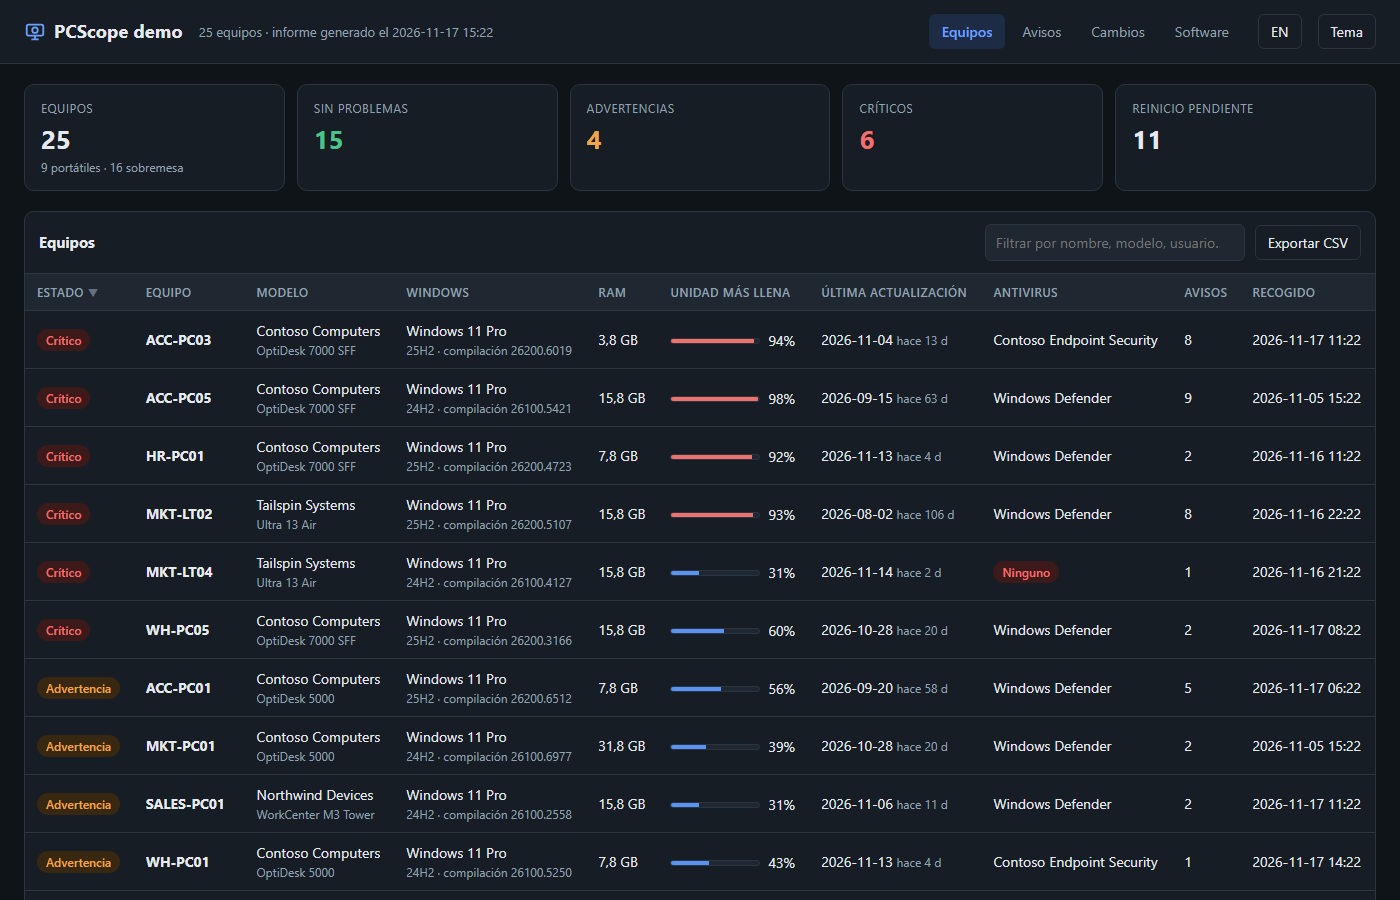 PCScope demo 25 equipos · informe generado el 2026-11-17 15:22 Equipos Avisos Cambios Software EN Tema
EQUIPOS
25
9 portátiles · 16 sobremesa
SIN PROBLEMAS
15
ADVERTENCIAS
4
CRÍTICOS
6
REINICIO PENDIENTE
11
Equipos
Filtrar por nombre, modelo, usuario.
Exportar CSV
ESTADO ▼ EQUIPO MODELO WINDOWS RAM UNIDAD MÁS LLENA ÚLTIMA ACTUALIZACIÓN ANTIVIRUS AVISOS RECOGIDO
Crítico ACC-PC03 Contoso Computers Windows 11 Pro 3,8 GB 94% 2026-11-04 hace 13 d Contoso Endpoint Security 8 2026-11-17 11:22
OptiDesk 7000 SFF 25H2 · compilación 26200.6019
Crítico ACC-PC05 Contoso Computers Windows 11 Pro 15,8 GB 98% 2026-09-15 hace 63 d Windows Defender 9 2026-11-05 15:22
OptiDesk 7000 SFF 24H2 · compilación 26100.5421
Crítico HR-PC01 Contoso Computers Windows 11 Pro 7,8 GB 92% 2026-11-13 hace 4 d Windows Defender 2 2026-11-16 11:22
OptiDesk 7000 SFF 25H2 · compilación 26200.4723
Crítico MKT-LT02 Tailspin Systems Windows 11 Pro 15,8 GB 93% 2026-08-02 hace 106 d Windows Defender 8 2026-11-16 22:22
Ultra 13 Air 25H2 · compilación 26200.5107
Crítico MKT-LT04 Tailspin Systems Windows 11 Pro 15,8 GB 31% 2026-11-14 hace 2 d Ninguno 1 2026-11-16 21:22
Ultra 13 Air 24H2 · compilación 26100.4127
Crítico WH-PC05 Contoso Computers Windows 11 Pro 15,8 GB 60% 2026-10-28 hace 20 d Windows Defender 2 2026-11-17 08:22
OptiDesk 7000 SFF 25H2 · compilación 26200.3166
Advertencia ACC-PC01 Contoso Computers Windows 11 Pro 7,8 GB 56% 2026-09-20 hace 58 d Windows Defender 5 2026-11-17 06:22
OptiDesk 5000 25H2 · compilación 26200.6512
Advertencia MKT-PC01 Contoso Computers Windows 11 Pro 31,8 GB 39% 2026-10-28 hace 20 d Windows Defender 2 2026-11-05 15:22
OptiDesk 5000 24H2 · compilación 26100.6977
Advertencia SALES-PC01 Northwind Devices Windows 11 Pro 15,8 GB 31% 2026-11-06 hace 11 d Windows Defender 2 2026-11-17 11:22
WorkCenter M3 Tower 24H2 · compilación 26100.2558
Advertencia WH-PC01 Contoso Computers Windows 11 Pro 7,8 GB 43% 2026-11-13 hace 4 d Contoso Endpoint Security 1 2026-11-17 14:22
OptiDesk 5000 24H2 · compilación 26100.5250